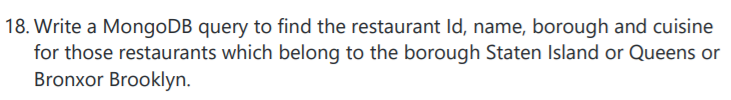 18. Write a MongoDB query to find the restaurant Id, name, borough and cuisine
for those restaurants which belong to the borough Staten Island or Queens or
Bronxor Brooklyn.